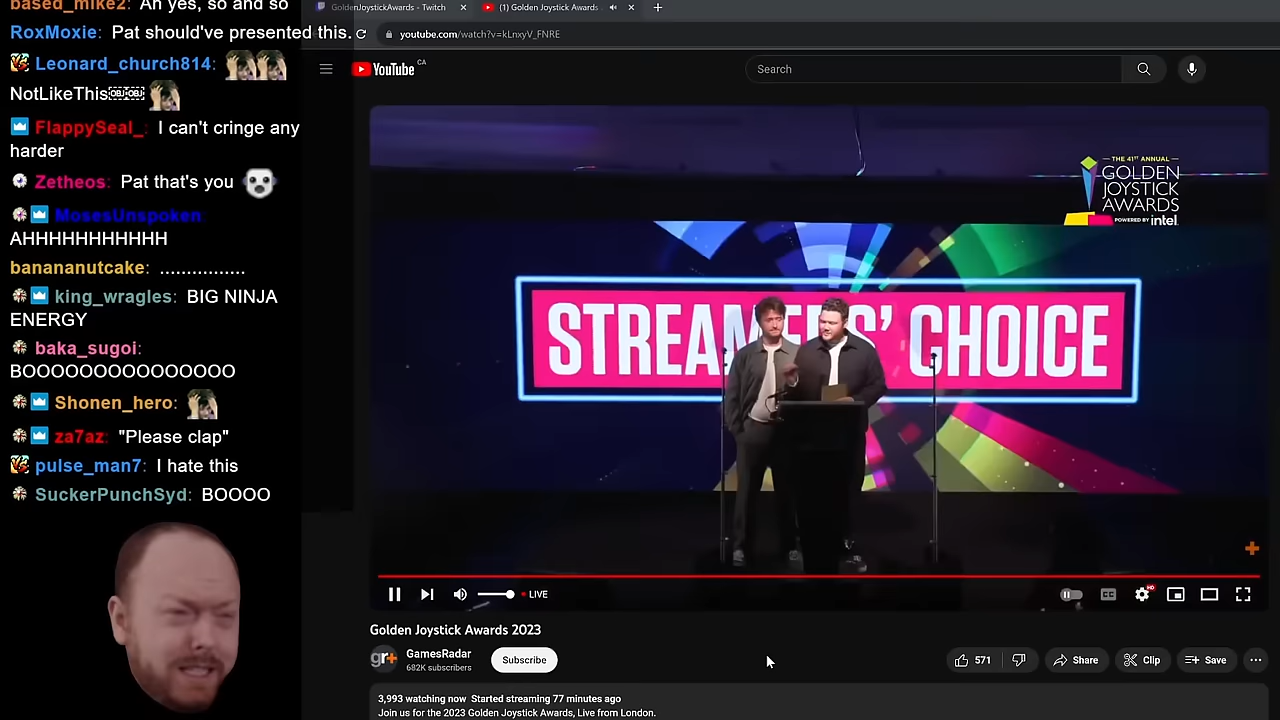 based_mike2: Ah yes, so and so
RoxMoxie: Pat should've presented this.
Leonard_church814:
NotLikeThis
FlappySeal_: I can't cringe any
harder
Zetheos: Pat that's you
MosesUnspoken:
AHHHHHHHHHHH
banananutcake: ................
king_wragles: BIG NINJA
ENERGY
baka_sugoi:
BOOOOOOOOOOOOOOO
Shonen_hero:
za7az: "Please clap"
pulse_man7: I hate this
SuckerPunchSyd: BOOOO
GoldenJoystickAwards - Twitch
(1) Golden Joystick Awards
youtube.com/watch?v=kLnxyV_FNRE
YouTube CA
Search
THE 41ST ANNUAL
GOLDEN
JOYSTICK
AWARDS
POWERED BY intel.
STREAMERS' CHOICE
LIVE
CC
HD
Golden Joystick Awards 2023
gr+
GamesRadar
682K subscribers
Subscribe
571
Share
Clip
Save
3,993 watching now Started streaming 77 minutes ago
Join us for the 2023 Golden Joystick Awards, Live from London.